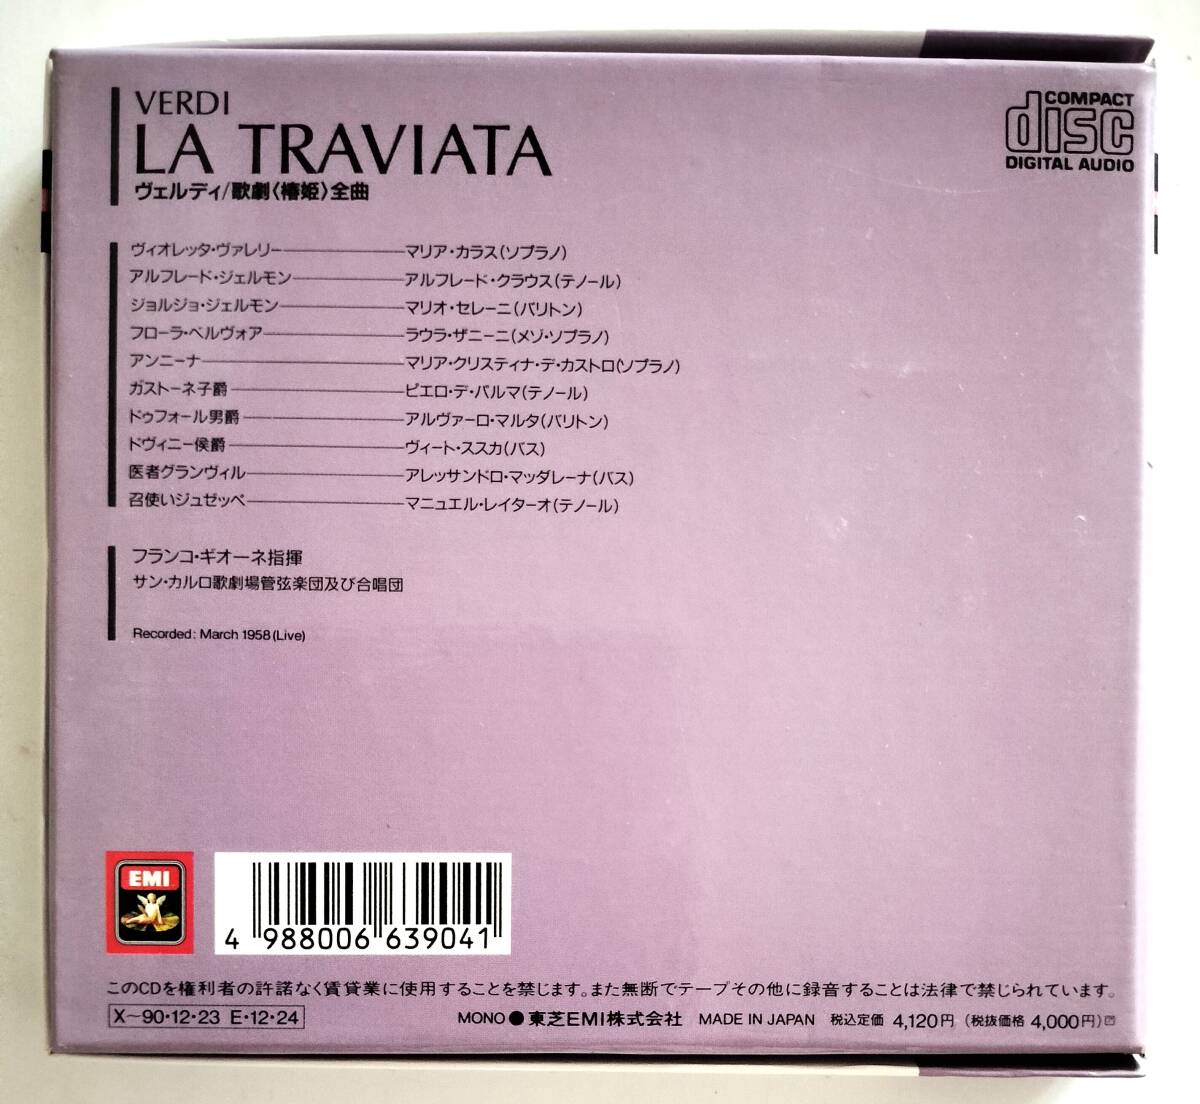 VERDI
LA TRAVIATA
ヴェルディ/歌劇〈椿姫〉全曲
COMPACT
disc
DIGITAL AUDIO
ヴィオレッタ・ヴァレリー――マリア・カラス(ソプラノ)
アルフレード・ジェルモン――アルフレード・クラウス(テノール)
ジョルジョ・ジェルモン――マリオ・セレーニ(バリトン)
フローラ・ベルヴォア――ラウラ・ザニーニ(メゾ・ソプラノ)
アンニーナ――マリア・クリスティナ・デ・カストロ(ソプラノ)
ガストーネ子爵――ピエロ・デ・パルマ(テノール)
ドゥフォール男爵――アルヴァーロ・マルタ(バリトン)
ドヴィニー侯爵――ヴィート・ススカ(バス)
医者グランヴィル――アレッサンドロ・マッダレーナ(バス)
召使いジュゼッペ――マニュエル・レイターオ(テノール)
フランコ・ギオーネ指揮
サン・カルロ歌劇場管弦楽団及び合唱団
Recorded: March 1958 (Live)
EMI
4 988006 639041
このCDを権利者の許諾なく賃貸業に使用することを禁じます。また無断でテープその他に録音することは法律で禁じられています。
X~90・12・23 E・12・24
MONO ● 東芝EMI株式会社 MADE IN JAPAN 税込定価 4,120円 (税抜価格 4,000円)